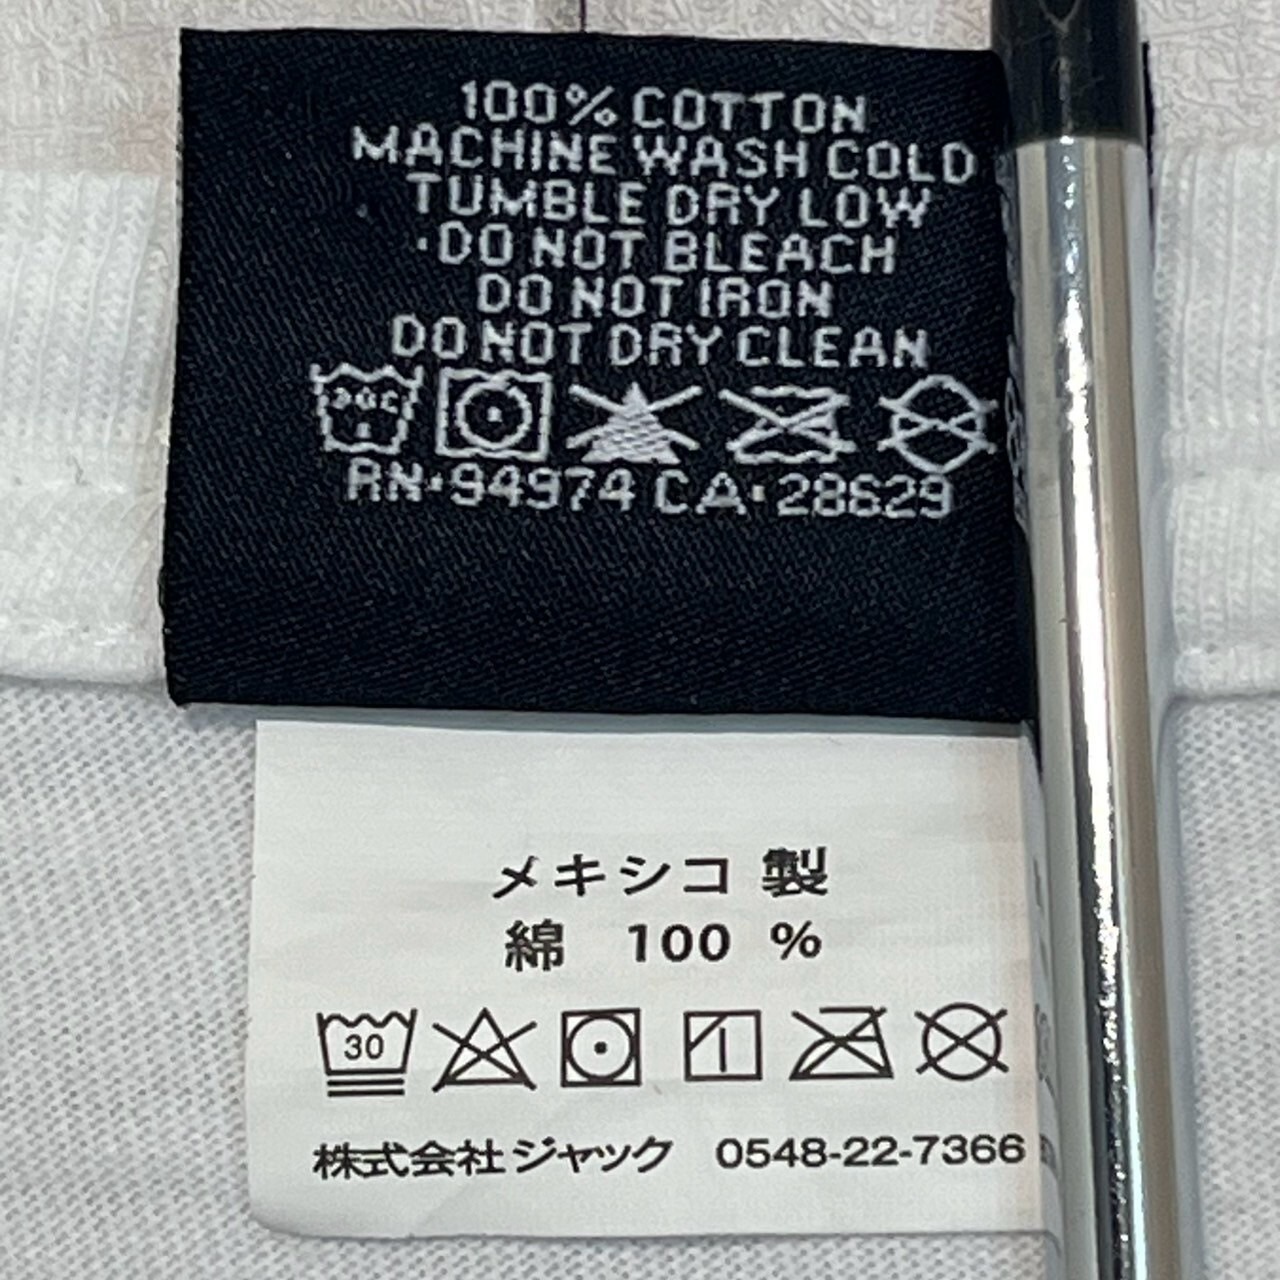 100% COTTON
MACHINE WASH COLD
TUMBLE DRY LOW
·DO NOT BLEACH
DO NOT IRON
DO NOT DRY CLEAN
RN·94974 CA·28629
メキシコ 製
綿 100 %
30
株式会社ジャック 0548-22-7366